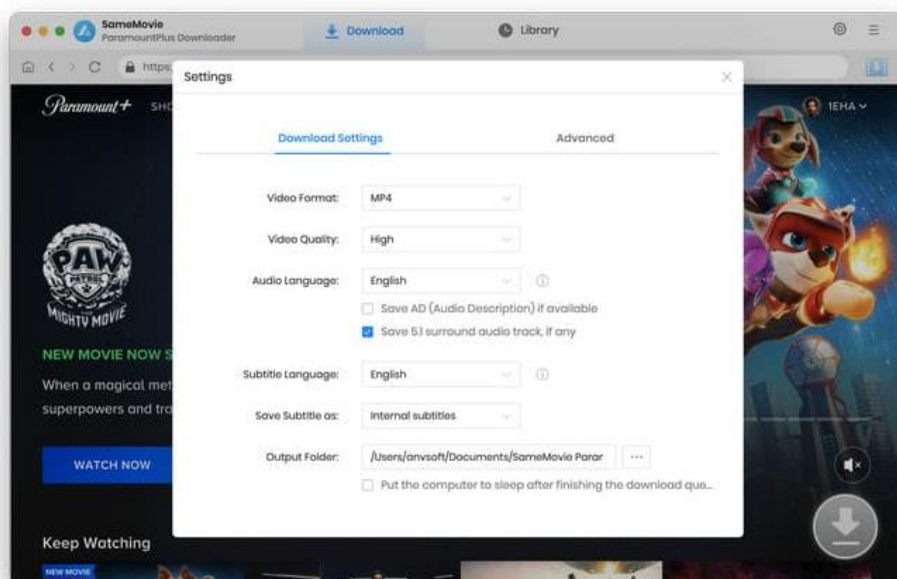 SameMovie
ParamountPlus Downloader
Download
Library
https:
Settings
Paramount+
SHO
1EHA
Download Settings
Advanced
Video Format:
MP4
Video Quality:
High
Audio Language:
English
Save AD (Audio Description) if available
Save 5.1 surround audio track, if any
Subtitle Language:
English
Save Subtitle as:
Internal subtitles
Output Folder:
/Users/anvsoft/Documents/SameMovie Parar
...
Put the computer to sleep after finishing the download que...
PAW
PATROL
THE
MIGHTY MOVIE
NEW MOVIE NOW S
When a magical met
superpowers and tra
WATCH NOW
Keep Watching
NEW MOVIE